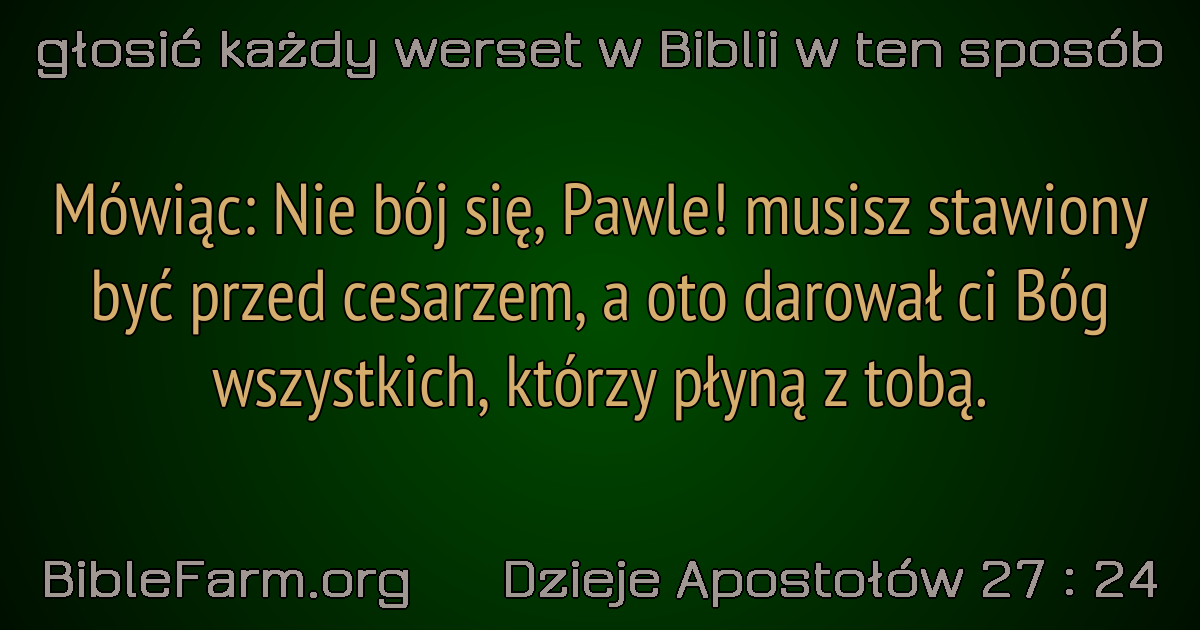 głosić każdy werset w Biblii w ten sposób
Mówiąc: Nie bój się, Pawle! musisz stawiony
być przed cesarzem, a oto darował ci Bóg
wszystkich, którzy płyną z tobą.
BibleFarm.org Dzieje Apostołów 27 : 24